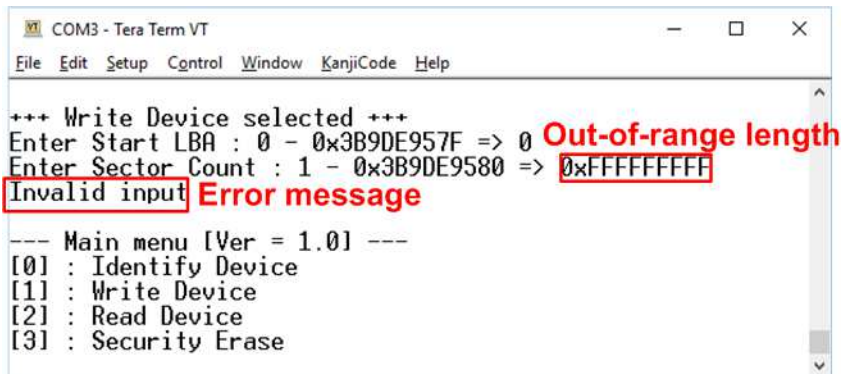 COM3 - Tera Term VT
File Edit Setup Control Window KanjiCode Help
+++ Write Device selected +++
Enter Start LBA : 0 - 0x3B9DE957F => 0 Out-of-range length
Enter Sector Count : 1 - 0x3B9DE9580 => 0xFFFFFFFFF
Invalid input Error message
--- Main menu [Ver = 1.0] ---
[0] : Identify Device
[1] : Write Device
[2] : Read Device
[3] : Security Erase